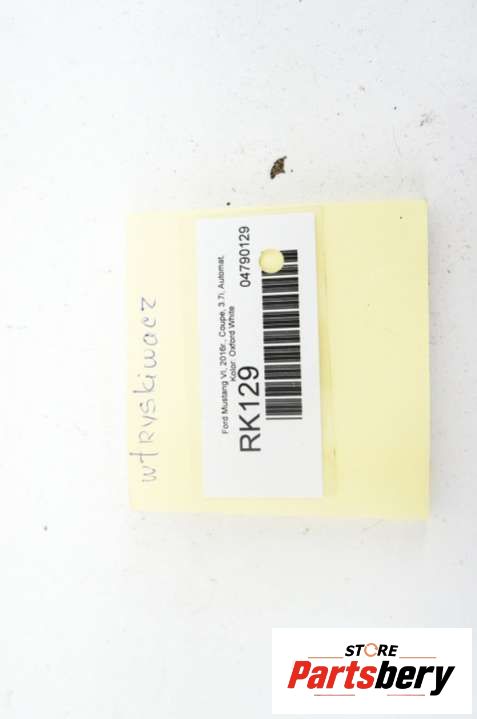 wtryskiwacz
Ford Mustang VI, 2016r., Coupe, 3.7i, Automat,
Kolor: Oxford White
RK129
04790129
STORE
Partsbery